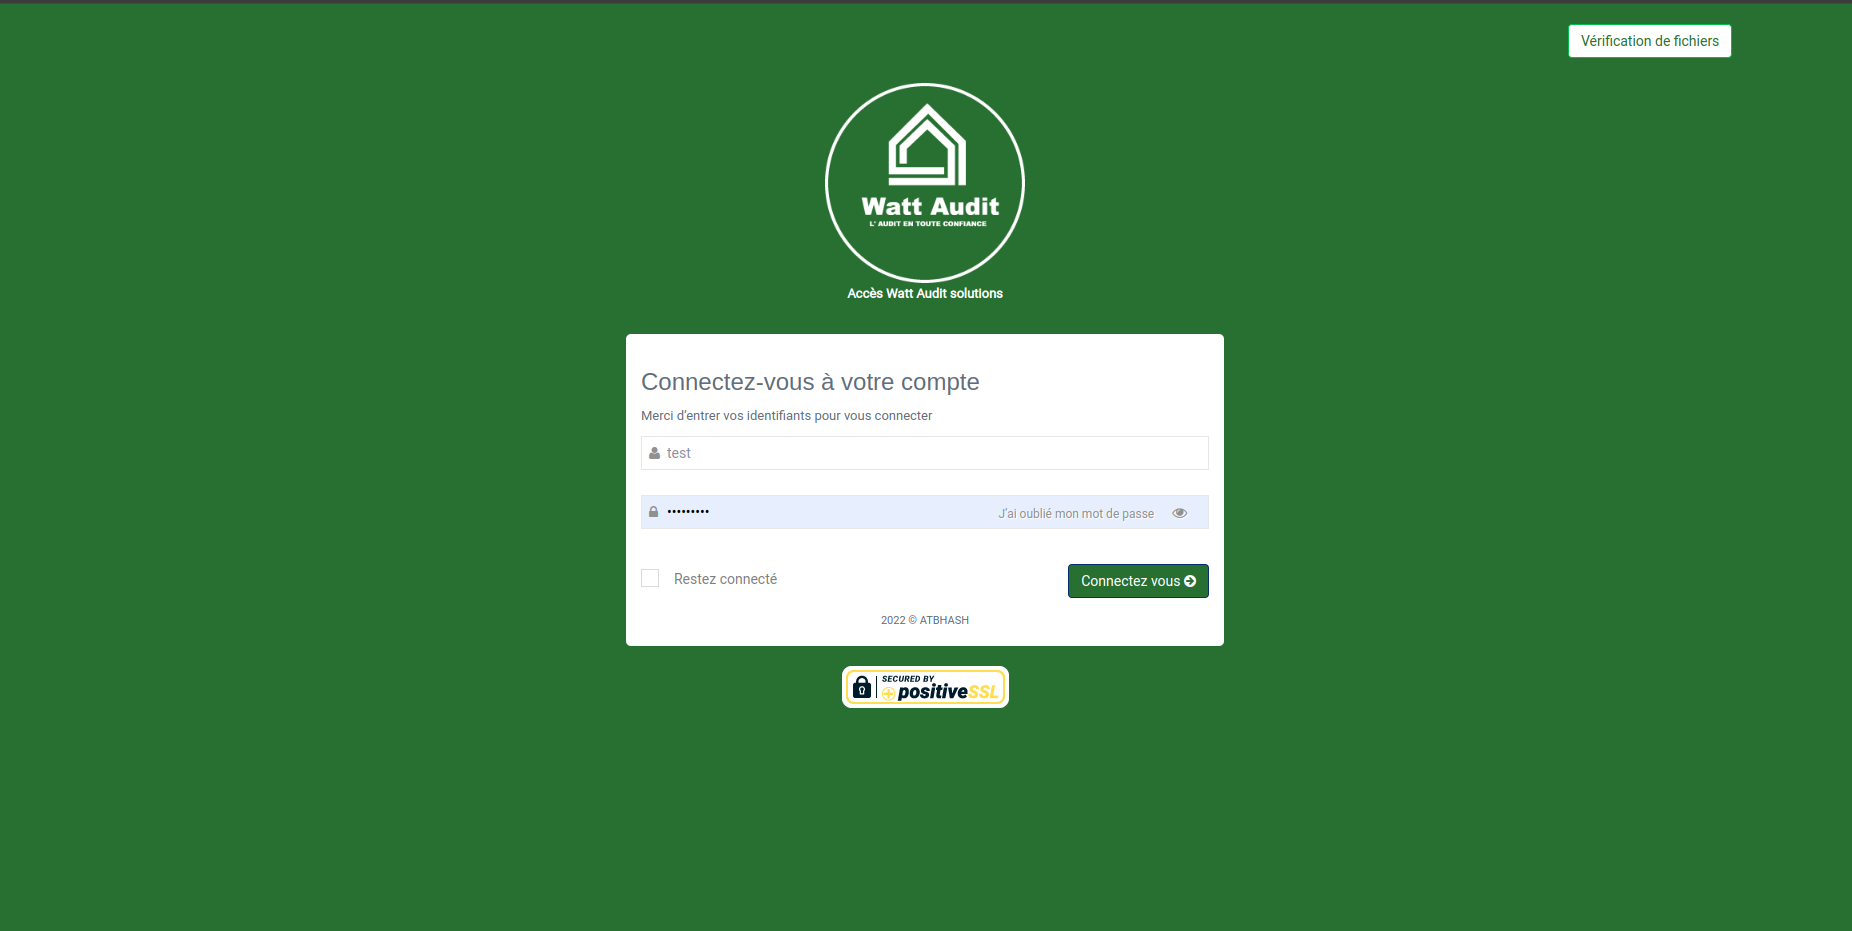 Vérification de fichiers
Watt Audit
L' AUDIT EN TOUTE CONFIANCE
Accès Watt Audit solutions
Connectez-vous à votre compte
Merci d'entrer vos identifiants pour vous connecter
test
•••••••••
J'ai oublié mon mot de passe
Restez connecté
Connectez vous
2022 © ATBHASH
SECURED BY
positiveSSL